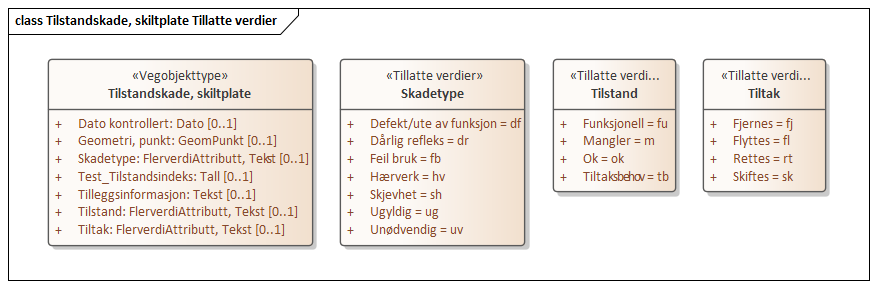 class Tilstandskade, skiltplate Tillatte verdier
«Vegobjekttype»
Tilstandskade, skiltplate
+ Dato kontrollert: Dato [0..1]
+ Geometri, punkt: GeomPunkt [0..1]
+ Skadetype: FlerverdiAttributt, Tekst [0..1]
+ Test_Tilstandsindeks: Tall [0..1]
+ Tilleggsinformasjon: Tekst [0..1]
+ Tilstand: FlerverdiAttributt, Tekst [0..1]
+ Tiltak: FlerverdiAttributt, Tekst [0..1]
«Tillatte verdier»
Skadetype
+ Defekt/ute av funksjon = df
+ Dårlig refleks = dr
+ Feil bruk = fb
+ Hærverk = hv
+ Skjevhet = sh
+ Ugyldig = ug
+ Unødvendig = uv
«Tillatte verdi...
Tilstand
+ Funksjonell = fu
+ Mangler = m
+ Ok = ok
+ Tiltaksbehov = tb
«Tillatte verdi...
Tiltak
+ Fjernes = fj
+ Flyttes = fl
+ Rettes = rt
+ Skiftes = sk